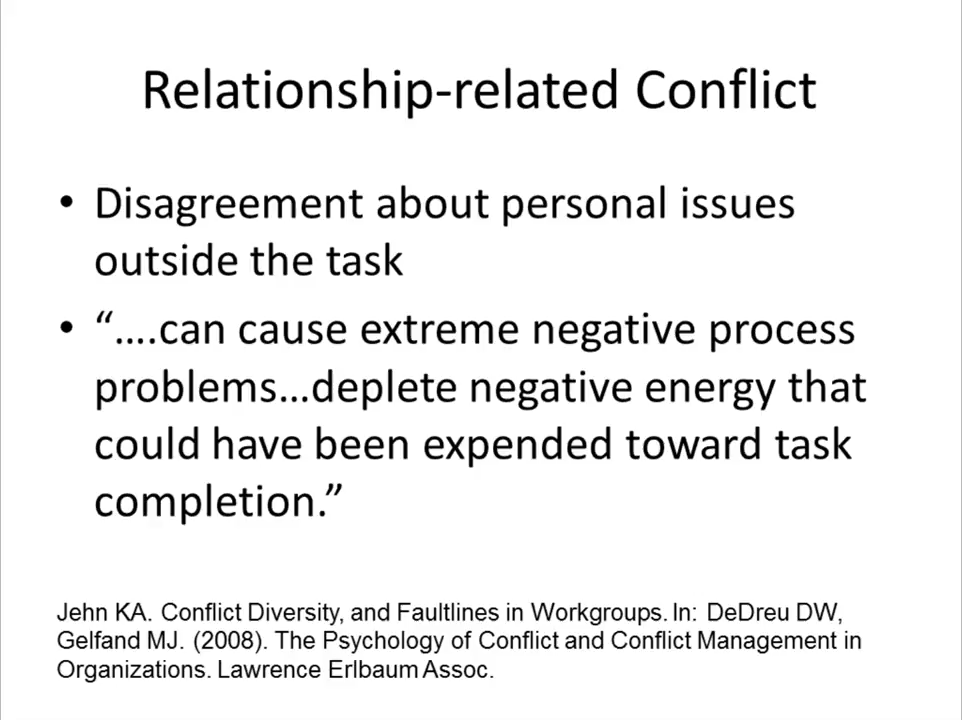 Relationship-related Conflict
• Disagreement about personal issues
outside the task
• “….can cause extreme negative process
problems…deplete negative energy that
could have been expended toward task
completion.”
Jehn KA. Conflict Diversity, and Faultlines in Workgroups. In: DeDreu DW,
Gelfand MJ. (2008). The Psychology of Conflict and Conflict Management in
Organizations. Lawrence Erlbaum Assoc.